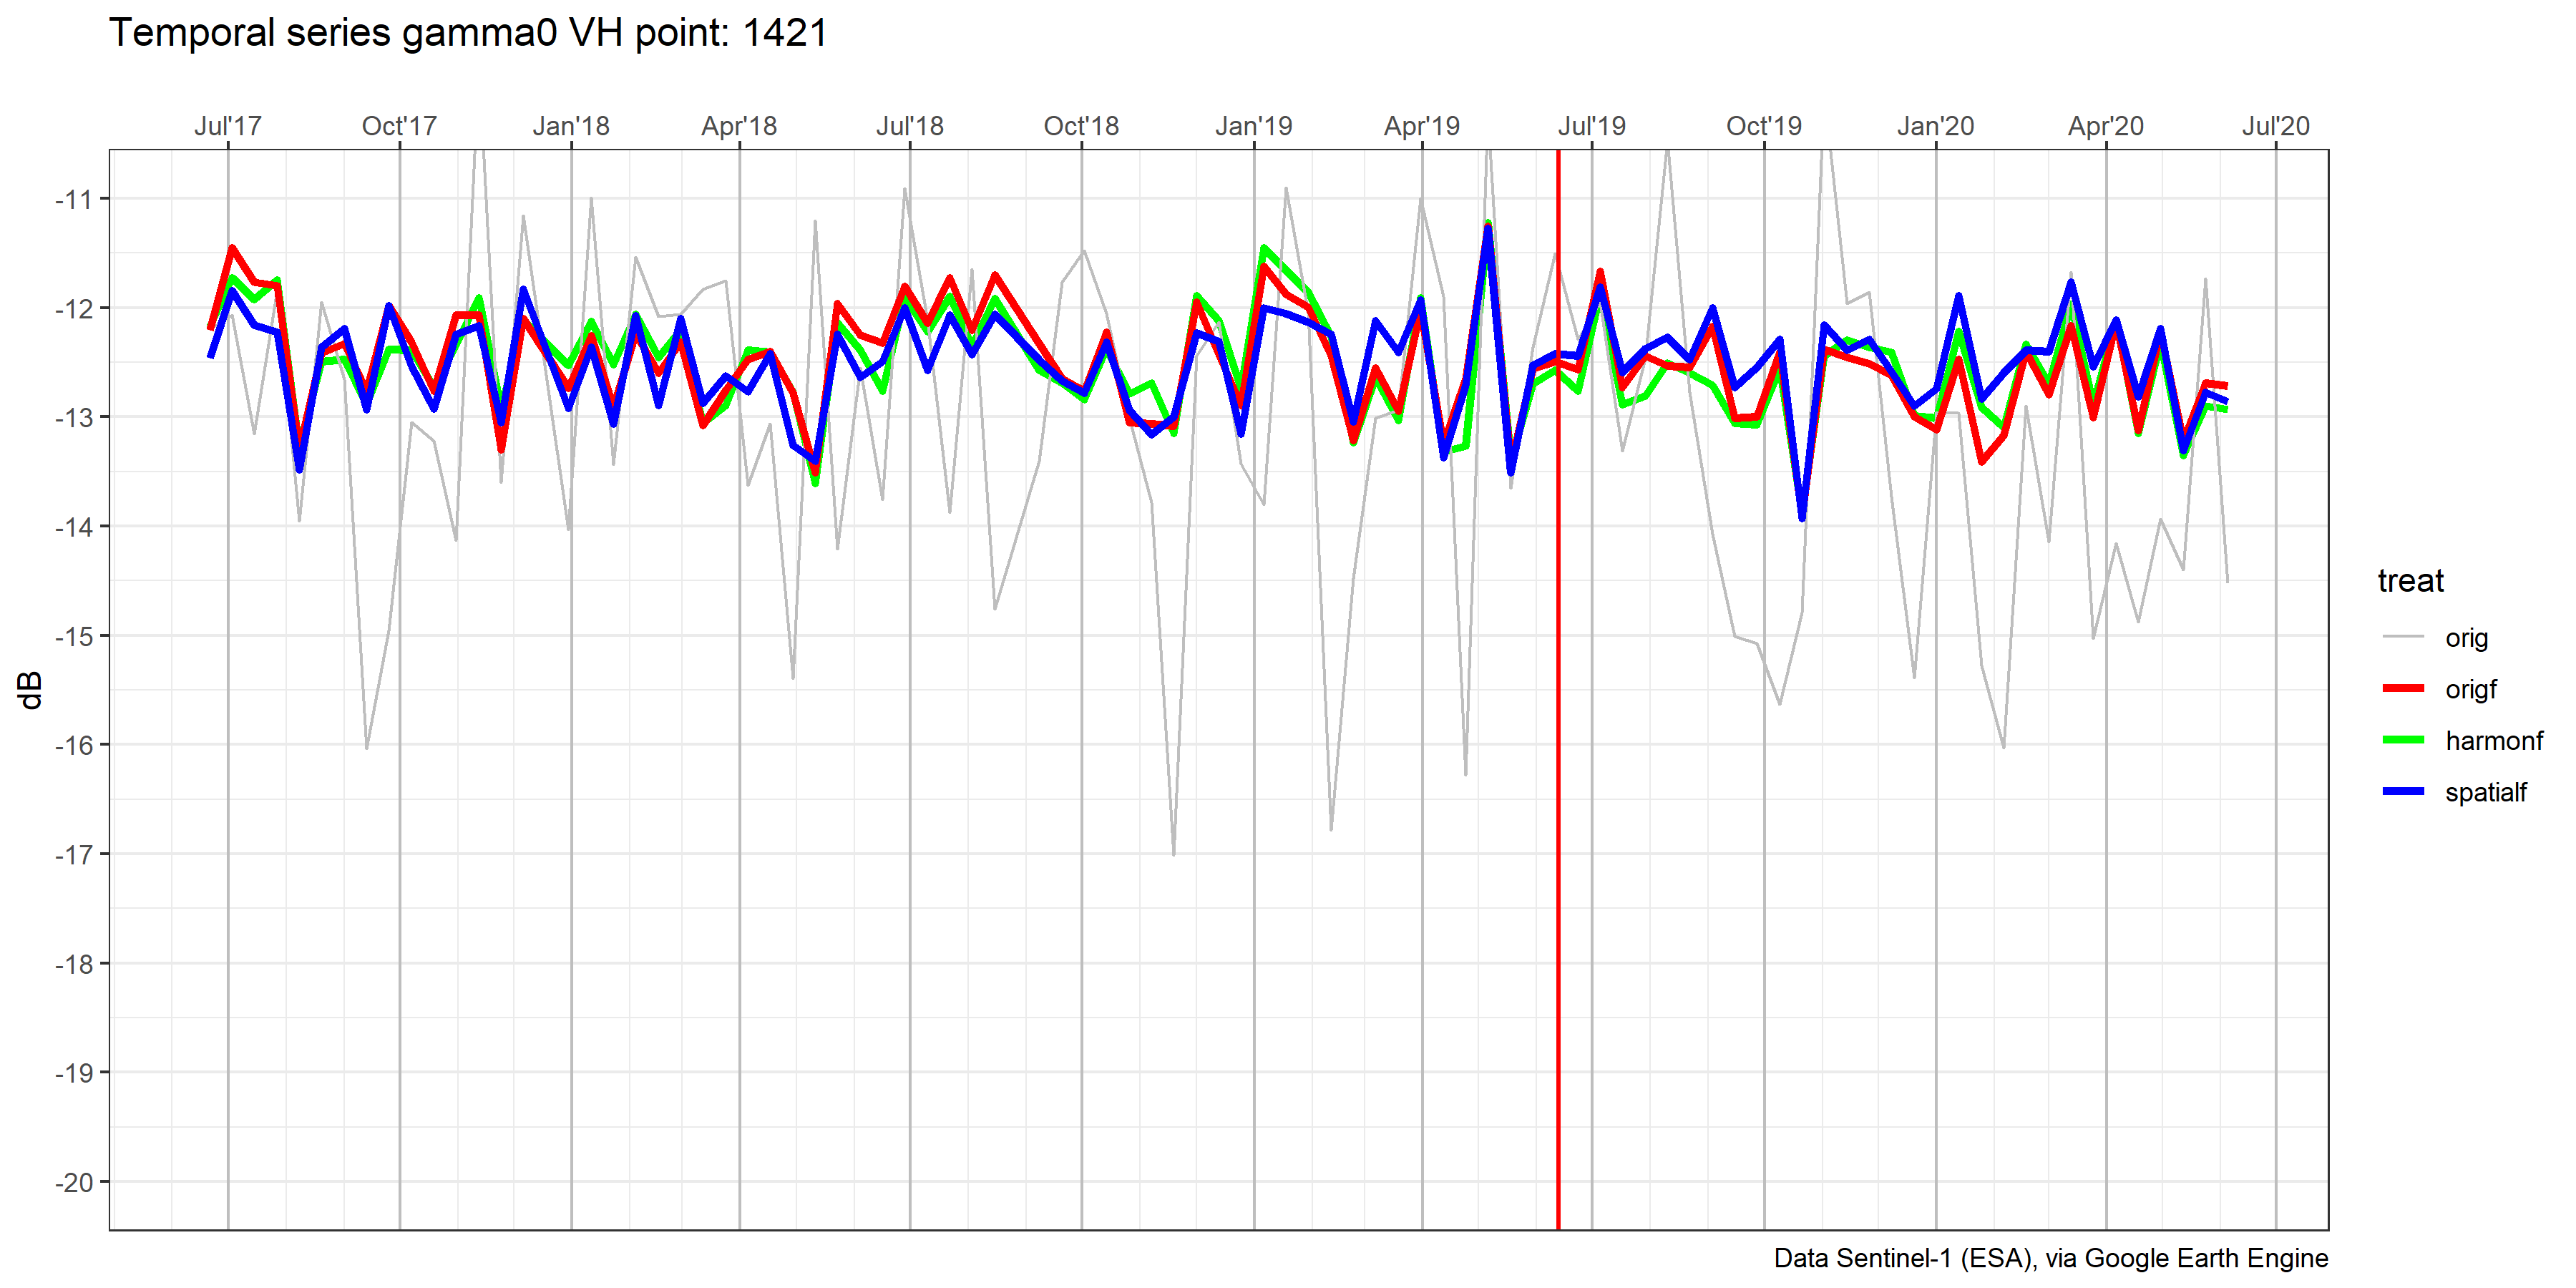 Temporal series gamma0 VH point: 1421
Jul'17 Oct'17 Jan'18 Apr'18 Jul'18 Oct'18 Jan'19 Apr'19 Jul'19 Oct'19 Jan'20 Apr'20 Jul'20
-11
-12
-13
-14
-15
-16
-17
-18
-19
-20
dB
treat
orig
origf
harmonf
spatialf
Data Sentinel-1 (ESA), via Google Earth Engine